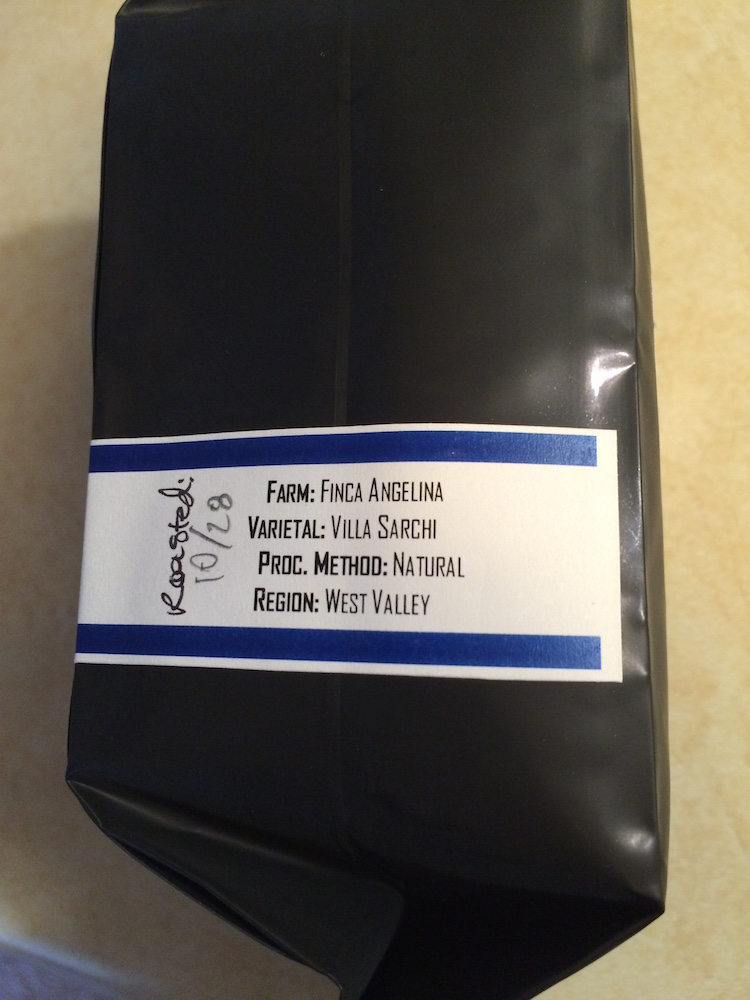 Roasted:
10/28
FARM: FINCA ANGELINA
VARIETAL: VILLA SARCHI
PROC. METHOD: NATURAL
REGION: WEST VALLEY